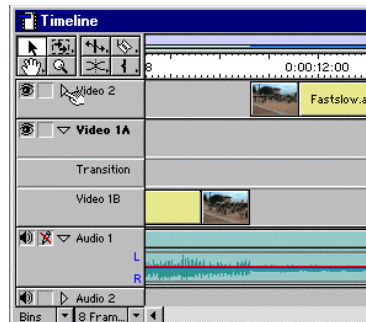 Timeline
8 0:00:12:00
Video 2 Fastslow.a
Video 1A
Transition
Video 1B
Audio 1
L
R
Audio 2
Bins 8 Fram...